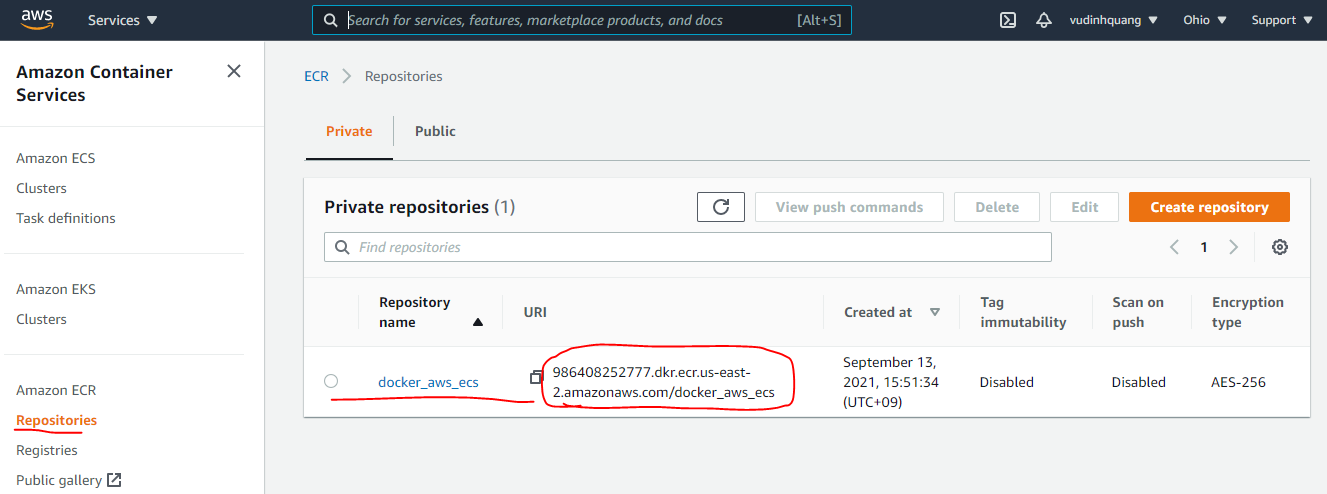 aws
Services
Search for services, features, marketplace products, and docs
[Alt+S]
vudinhquang
Ohio
Support
Amazon Container
Services
Amazon ECS
Clusters
Task definitions
Amazon EKS
Clusters
Amazon ECR
Repositories
Registries
Public gallery
ECR
Repositories
Private
Public
Private repositories (1)
View push commands
Delete
Edit
Create repository
Find repositories
1
Repository
name
URI
Created at
Tag
immutability
Scan on
push
Encryption
type
docker_aws_ecs
986408252777.dkr.ecr.us-east-
2.amazonaws.com/docker_aws_ecs
September 13,
2021, 15:51:34
(UTC+09)
Disabled
Disabled
AES-256